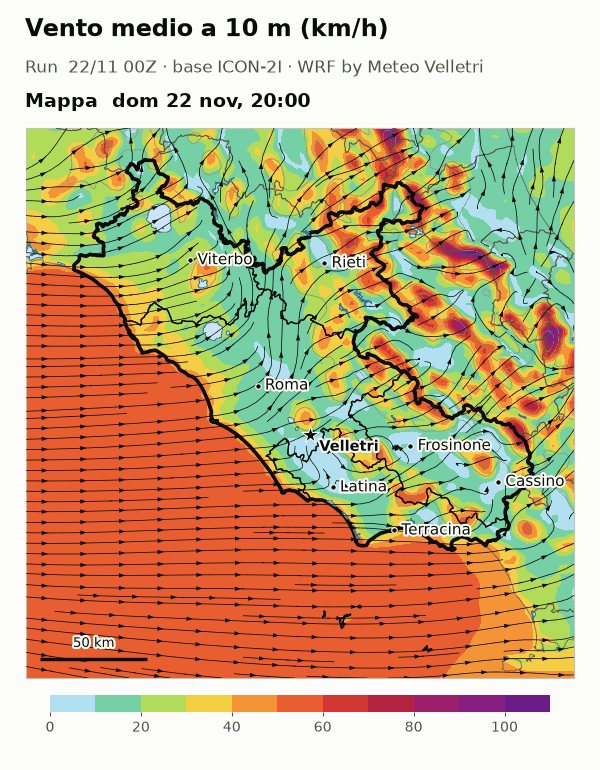 Vento medio a 10 m (km/h)
Run  22/11 00Z · base ICON-2I · WRF by Meteo Velletri
Mappa  dom 22 nov, 20:00
Viterbo
Rieti
Roma
Velletri
Frosinone
Latina
Cassino
Terracina
50 km
0 20 40 60 80 100